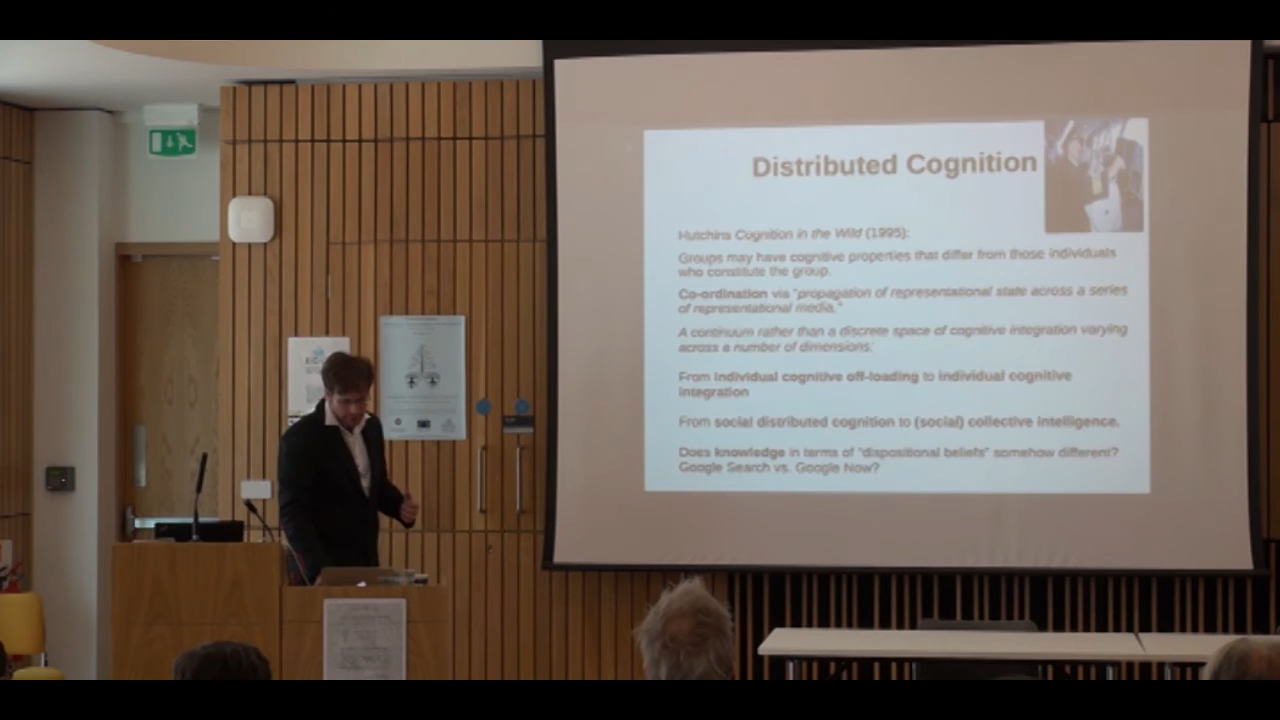 Distributed Cognition
Hutchins Cognition in the Wild (1995):
Groups may have cognitive properties that differ from those individuals
who constitute the group.
Co-ordination via "propagation of representational state across a series
of representational media."
A continuum rather than a discrete space of cognitive integration varying
across a number of dimensions:
From individual cognitive off-loading to individual cognitive
integration
From social distributed cognition to (social) collective intelligence.
Does knowledge in terms of "dispositional beliefs" somehow different?
Google Search vs. Google Now?